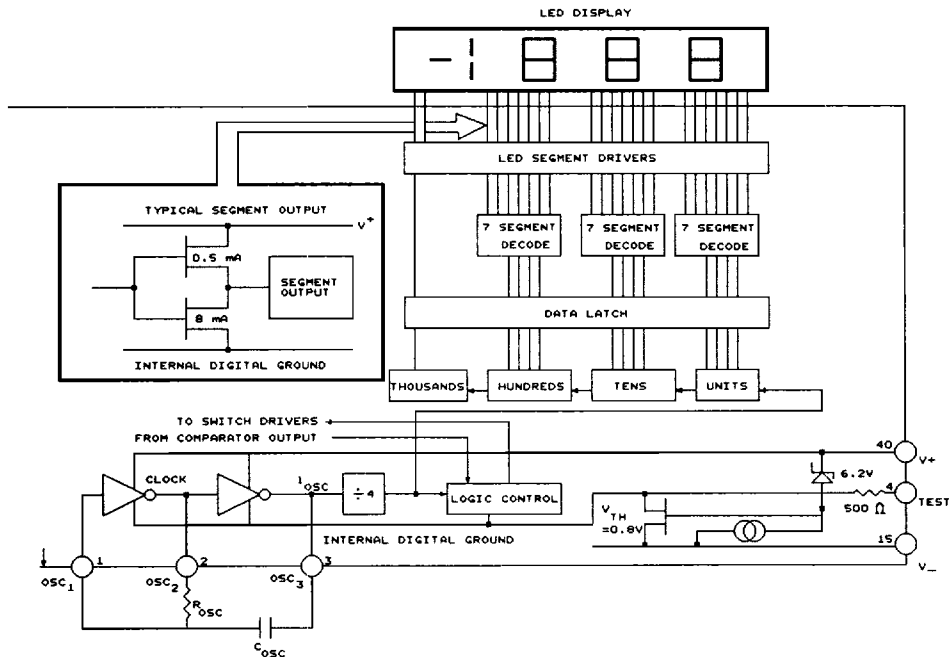 LED DISPLAY
LED SEGMENT DRIVERS
TYPICAL SEGMENT OUTPUT
V+
0.5 mA
SEGMENT
OUTPUT
8 mA
INTERNAL DIGITAL GROUND
7 SEGMENT
DECODE
7 SEGMENT
DECODE
7 SEGMENT
DECODE
DATA LATCH
THOUSANDS
HUNDREDS
TENS
UNITS
TO SWITCH DRIVERS
FROM COMPARATOR OUTPUT
CLOCK
1OSC
÷4
LOGIC CONTROL
INTERNAL DIGITAL GROUND
VTH
=0.8V
6.2V
500 Ω
40
V+
4
TEST
15
V_
1
OSC1
2
OSC2
3
OSC3
ROSC
COSC